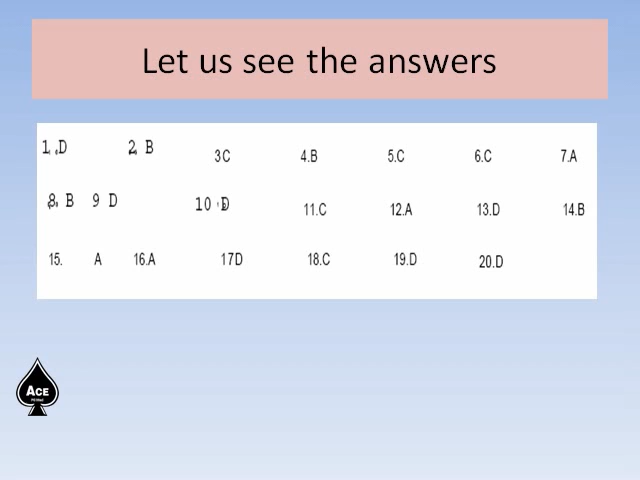 Let us see the answers
1. D 2. B 3C 4.B 5.C 6.C 7.A
8. B 9 D 10 D 11.C 12.A 13.D 14.B
15. A 16.A 17D 18.C 19.D 20.D
ACE